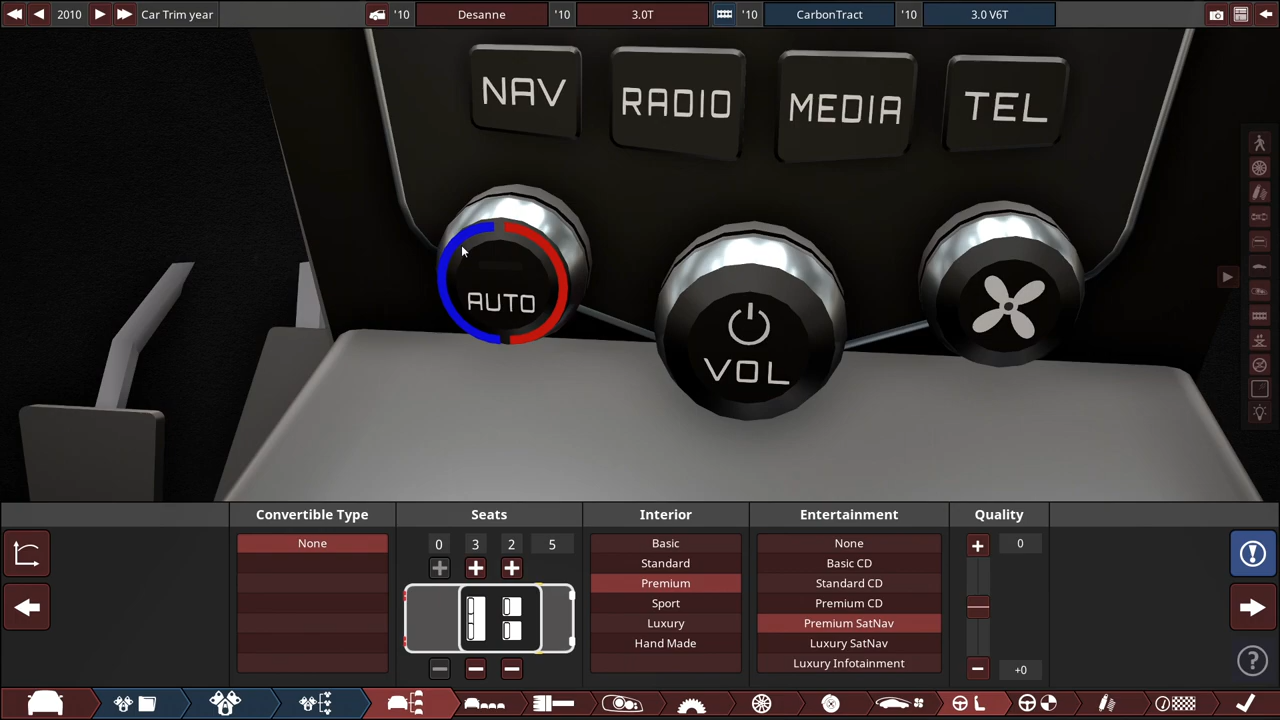 2010 Car Trim year '10 Desanne '10 3.0T '10 CarbonTract '10 3.0 V6T
NAV RADIO MEDIA TEL
AUTO
VOL
Convertible Type Seats Interior Entertainment Quality
None 0 3 2 5 Basic None 0
Standard Basic CD
Premium Standard CD
Sport Premium CD
Luxury Premium SatNav
Hand Made Luxury SatNav
Luxury Infotainment +0